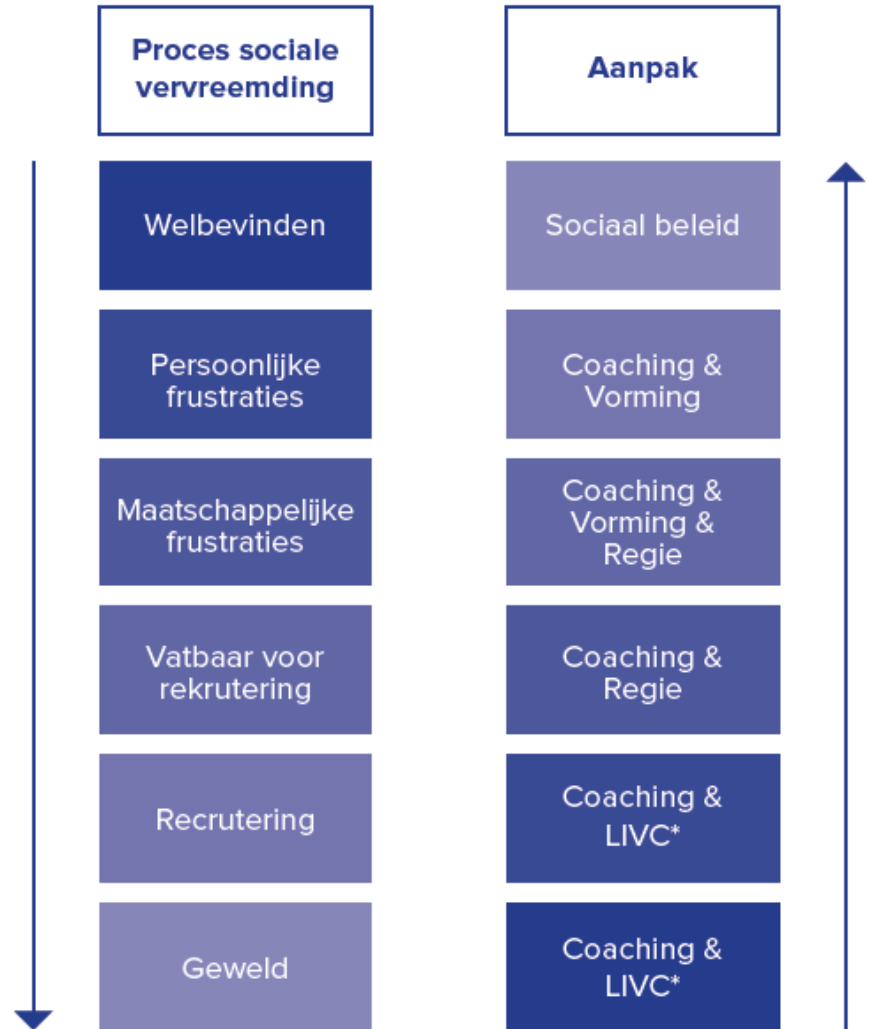 Proces sociale
vervreemding
Aanpak
Welbevinden
Sociaal beleid
Persoonlijke
frustraties
Coaching &
Vorming
Maatschappelijke
frustraties
Coaching &
Vorming &
Regie
Vatbaar voor
rekrutering
Coaching &
Regie
Recrutering
Coaching &
LIVC*
Geweld
Coaching &
LIVC*